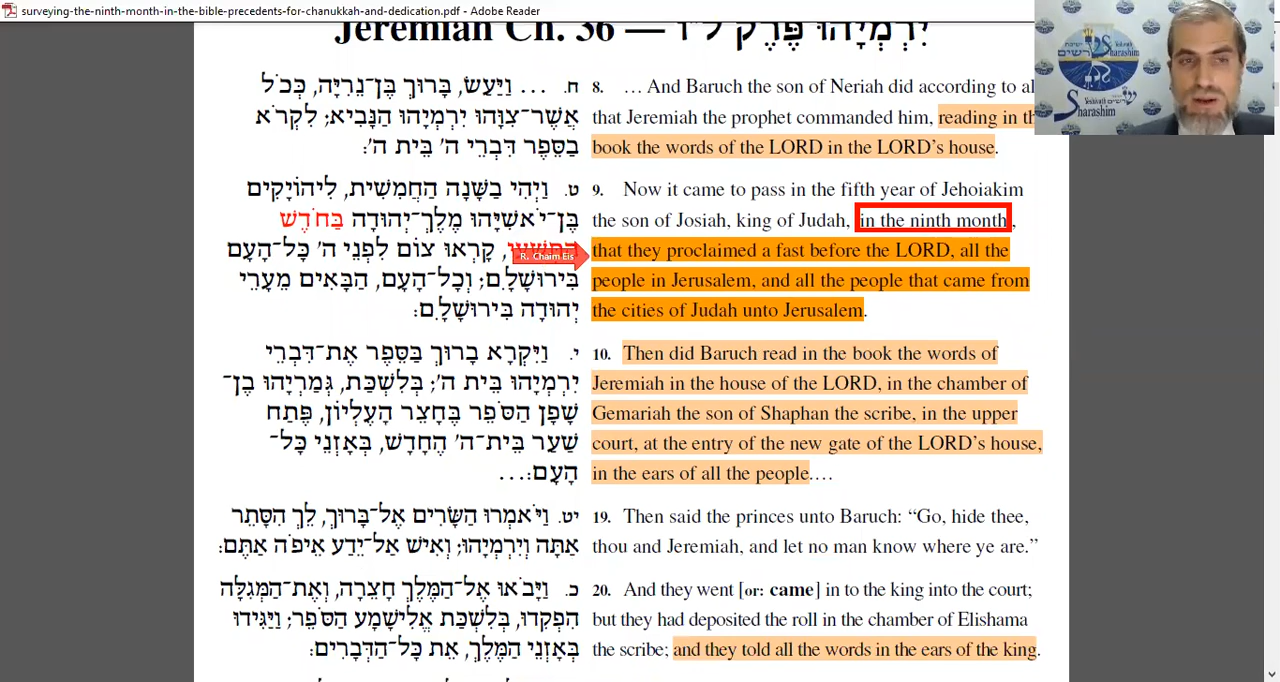 surveying-the-ninth-month-in-the-bible-precedents-for-chanukkah-and-dedication.pdf - Adobe Reader
Jeremiah Ch. 36 — יִרְמְיָהוּ פֶּרֶק ל״ו
ח. … וַיַּעַשׂ, בָּרוּךְ בֶּן־נֵרִיָּה, כְּכֹל
אֲשֶׁר־צִוָּהוּ יִרְמְיָהוּ הַנָּבִיא; לִקְרֹא
בַסֵּפֶר דִּבְרֵי ה׳ בֵּית ה׳:
8. … And Baruch the son of Neriah did according to al
that Jeremiah the prophet commanded him, reading in th
book the words of the LORD in the LORD’s house.
ט. וַיְהִי בַשָּׁנָה הַחֲמִשִׁית, לִיהוֹיָקִים
בֶּן־יֹאשִׁיָּהוּ מֶלֶךְ־יְהוּדָה בַּחֹדֶשׁ
הַתְּשִׁעִי, קָרְאוּ צוֹם לִפְנֵי ה׳ כָּל־הָעָם
בִּירוּשָׁלִָם; וְכָל־הָעָם, הַבָּאִים מֵעָרֵי
יְהוּדָה בִּירוּשָׁלִָם:
R. Chaim Eis
9. Now it came to pass in the fifth year of Jehoiakim
the son of Josiah, king of Judah, in the ninth month,
that they proclaimed a fast before the LORD, all the
people in Jerusalem, and all the people that came from
the cities of Judah unto Jerusalem.
י. וַיִּקְרָא בָרוּךְ בַּסֵּפֶר אֶת־דִּבְרֵי
יִרְמְיָהוּ בֵּית ה׳; בְּלִשְׁכַּת, גְּמַרְיָהוּ בֶן־
שָׁפָן הַסֹּפֵר בֶּחָצֵר הָעֶלְיוֹן, פֶּתַח
שַׁעַר בֵּית־ה׳ הֶחָדָשׁ, בְּאָזְנֵי כָּל־
הָעָם:…
10. Then did Baruch read in the book the words of
Jeremiah in the house of the LORD, in the chamber of
Gemariah the son of Shaphan the scribe, in the upper
court, at the entry of the new gate of the LORD’s house,
in the ears of all the people.…
יט. וַיֹּאמְרוּ הַשָּׂרִים אֶל־בָּרוּךְ, לֵךְ הִסָּתֵר
אַתָּה וְיִרְמְיָהוּ; וְאִישׁ אַל־יֵדַע אֵיפֹה אַתֶּם:
19. Then said the princes unto Baruch: “Go, hide thee,
thou and Jeremiah, and let no man know where ye are.”
כ. וַיָּבֹאוּ אֶל־הַמֶּלֶךְ חָצֵרָה, וְאֶת־הַמְּגִלָּה
הִפְקִדוּ, בְּלִשְׁכַּת אֱלִישָׁמָע הַסֹּפֵר; וַיַּגִּידוּ
בְּאָזְנֵי הַמֶּלֶךְ, אֵת כָּל־הַדְּבָרִים:
20. And they went [or: came] in to the king into the court;
but they had deposited the roll in the chamber of Elishama
the scribe; and they told all the words in the ears of the king.
Yeshivath
Sharashim